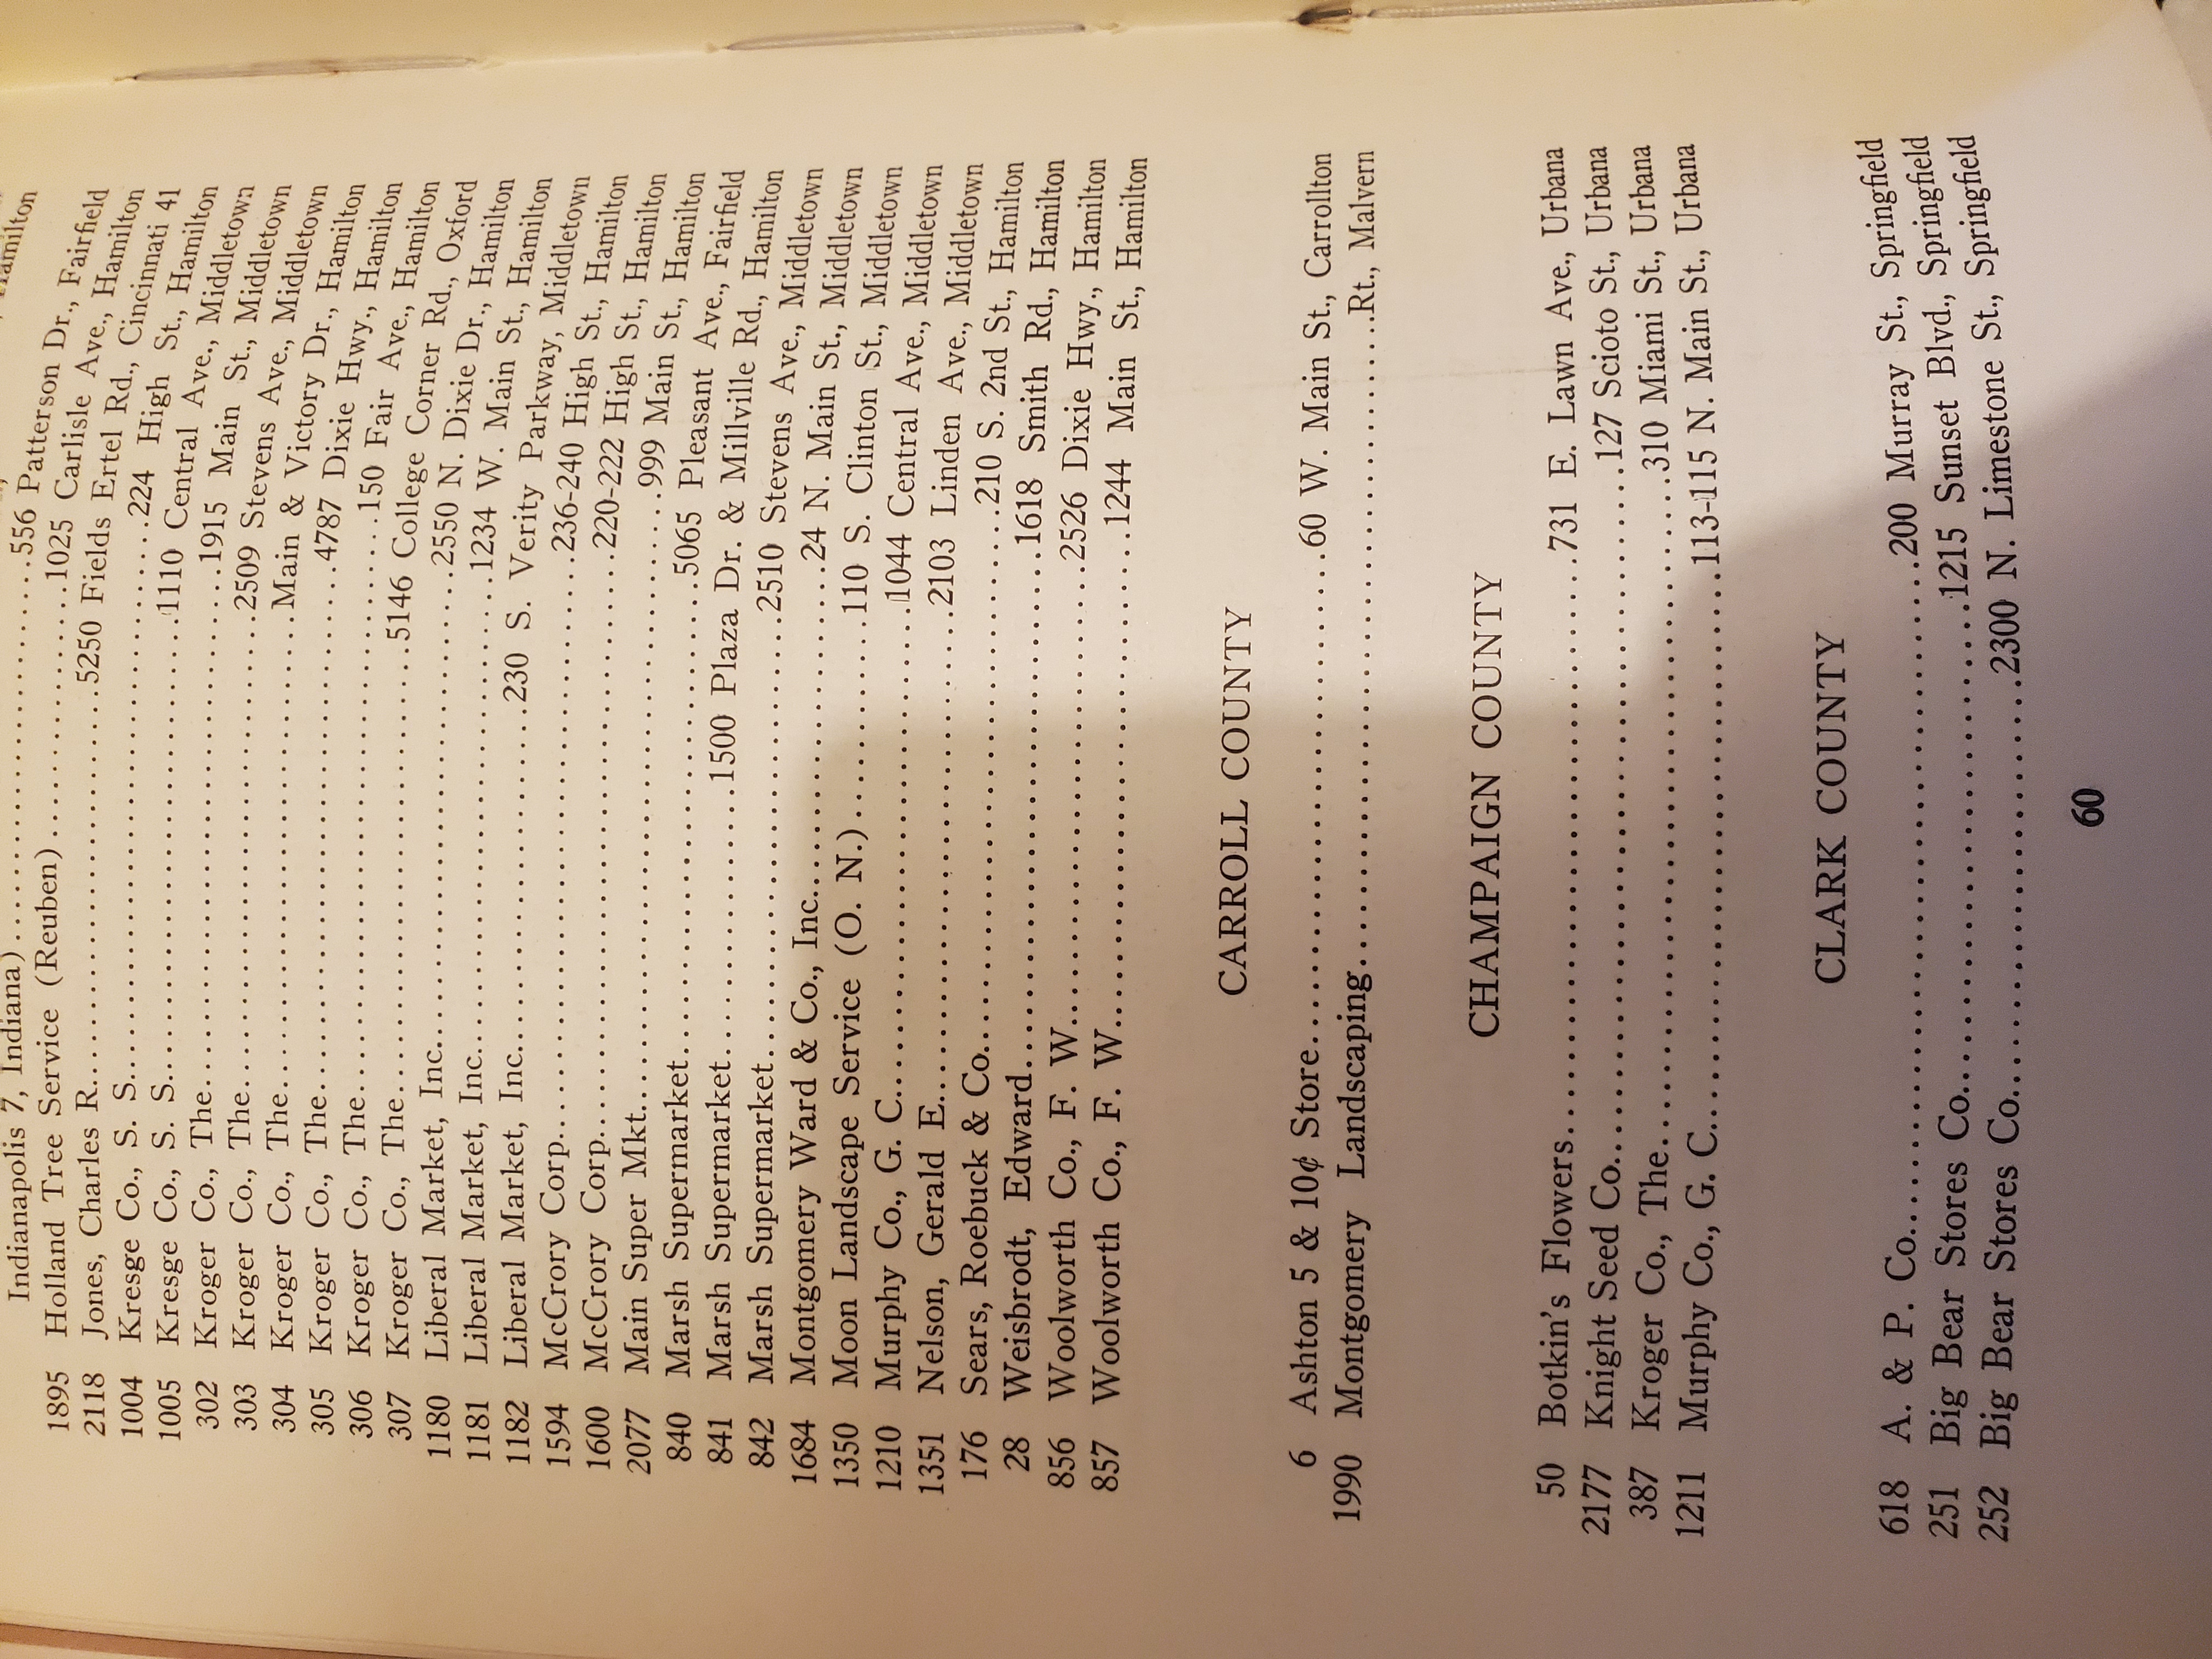 Hamilton
Indianapolis 7, Indiana)..........556 Patterson Dr., Fairfield
1895 Holland Tree Service (Reuben)..........1025 Carlisle Ave., Hamilton
2118 Jones, Charles R..........5250 Fields Ertel Rd., Cincinnati 41
1004 Kresge Co., S. S..........224 High St., Hamilton
1005 Kresge Co., S. S..........1110 Central Ave., Middletown
302 Kroger Co., The..........1915 Main St., Middletown
303 Kroger Co., The..........2509 Stevens Ave., Middletown
304 Kroger Co., The..........Main & Victory Dr., Hamilton
305 Kroger Co., The..........4787 Dixie Hwy., Hamilton
306 Kroger Co., The..........150 Fair Ave., Hamilton
307 Kroger Co., The..........5146 College Corner Rd., Oxford
1180 Liberal Market, Inc..........2550 N. Dixie Dr., Hamilton
1181 Liberal Market, Inc..........1234 W. Main St., Hamilton
1182 Liberal Market, Inc..........230 S. Verity Parkway, Middletown
1594 McCrory Corp..........236-240 High St., Hamilton
1600 McCrory Corp..........220-222 High St., Hamilton
2077 Main Super Mkt..........999 Main St., Hamilton
840 Marsh Supermarket..........5065 Pleasant Ave., Fairfield
841 Marsh Supermarket..........1500 Plaza Dr. & Millville Rd., Hamilton
842 Marsh Supermarket..........2510 Stevens Ave., Middletown
1684 Montgomery Ward & Co., Inc..........24 N. Main St., Middletown
1350 Moon Landscape Service (O. N.)..........110 S. Clinton St., Middletown
1210 Murphy Co., G. C..........1044 Central Ave., Middletown
1351 Nelson, Gerald E..........2103 Linden Ave., Middletown
176 Sears, Roebuck & Co..........210 S. 2nd St., Hamilton
28 Weisbrodt, Edward..........1618 Smith Rd., Hamilton
856 Woolworth Co., F. W..........2526 Dixie Hwy., Hamilton
857 Woolworth Co., F. W..........1244 Main St., Hamilton
CARROLL COUNTY
6 Ashton 5 & 10¢ Store..........60 W. Main St., Carrollton
1990 Montgomery Landscaping..........Rt., Malvern
CHAMPAIGN COUNTY
50 Botkin's Flowers..........731 E. Lawn Ave., Urbana
2177 Knight Seed Co..........127 Scioto St., Urbana
387 Kroger Co., The..........310 Miami St., Urbana
1211 Murphy Co., G. C..........113-115 N. Main St., Urbana
CLARK COUNTY
618 A. & P. Co..........200 Murray St., Springfield
251 Big Bear Stores Co..........1215 Sunset Blvd., Springfield
252 Big Bear Stores Co..........2300 N. Limestone St., Springfield
60